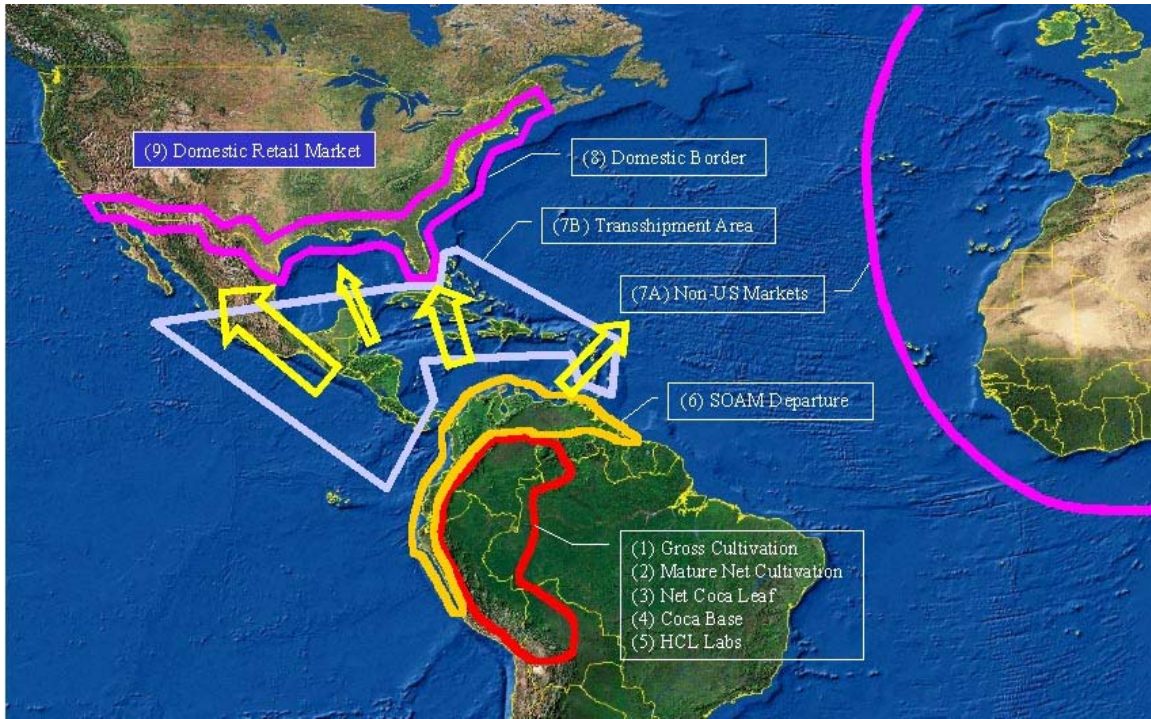 (9) Domestic Retail Market
(8) Domestic Border
(7B) Transshipment Area
(7A) Non-US Markets
(6) SOAM Departure
(1) Gross Cultivation
(2) Mature Net Cultivation
(3) Net Coca Leaf
(4) Coca Base
(5) HCL Labs